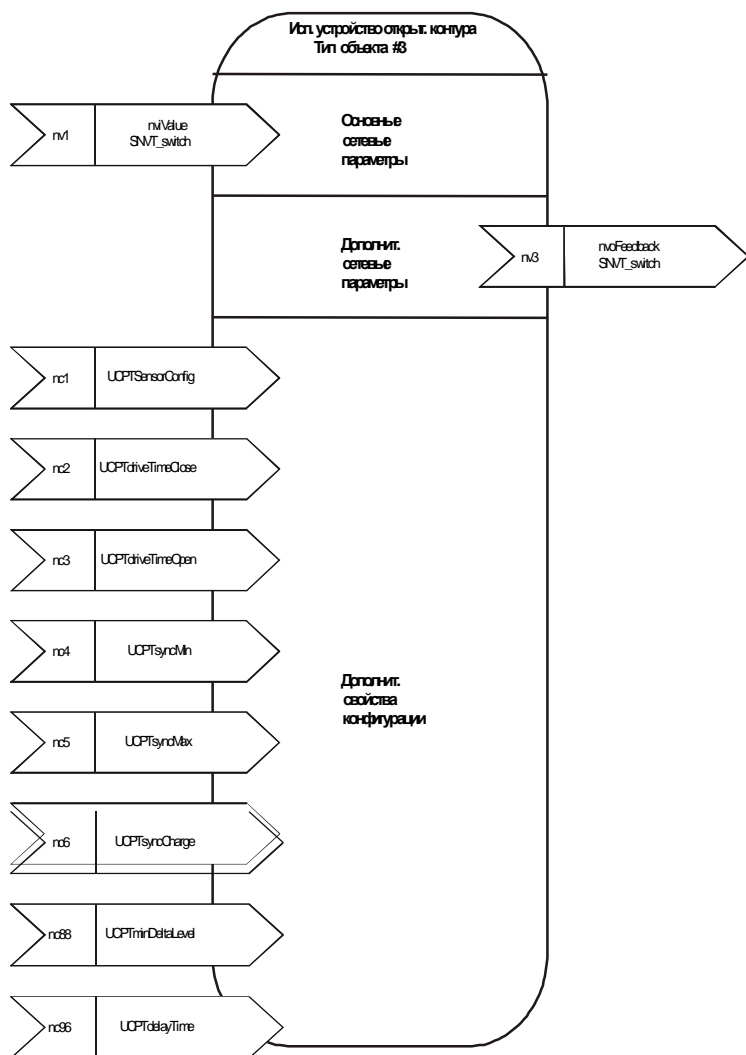 Исп. устройство открыт. контура
Тип объекта #3
nv1
nviValue
SNVT_switch
Основные
сетевые
параметры
Дополнит.
сетевые
параметры
nv3
nvoFeedback
SNVT_switch
nc1
UCPTSensorConfig
nc2
UCPTdriveTimeClose
nc3
UCPTdriveTimeOpen
nc4
UCPTsyncMin
Дополнит.
свойства
конфигурации
nc5
UCPTsyncMax
nc6
UCPTsyncCharge
nc88
UCPTminDeltaLevel
nc96
UCPTdelayTime